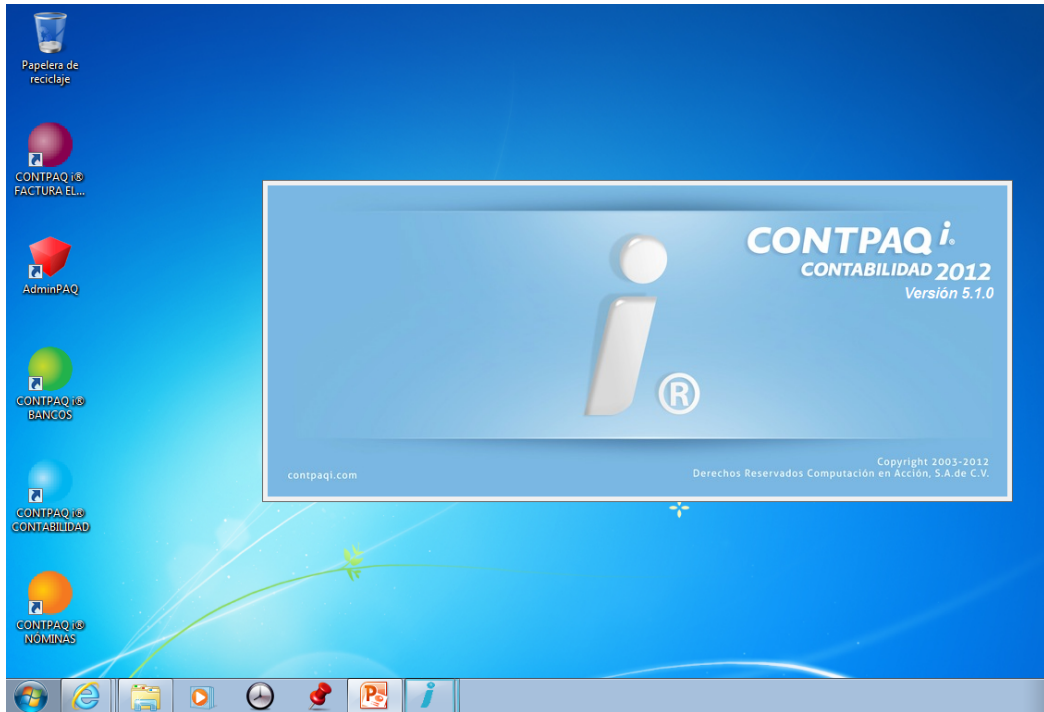 Papelera de
reciclaje
CONTPAQ i®
FACTURA EL...
AdminPAQ
CONTPAQ i®
BANCOS
CONTPAQ i®
CONTABILIDAD
CONTPAQ i®
NÓMINAS
CONTPAQ i®
CONTABILIDAD 2012
Versión 5.1.0
i®
contpaqi.com
Copyright 2003-2012
Derechos Reservados Computación en Acción, S.A.de C.V.